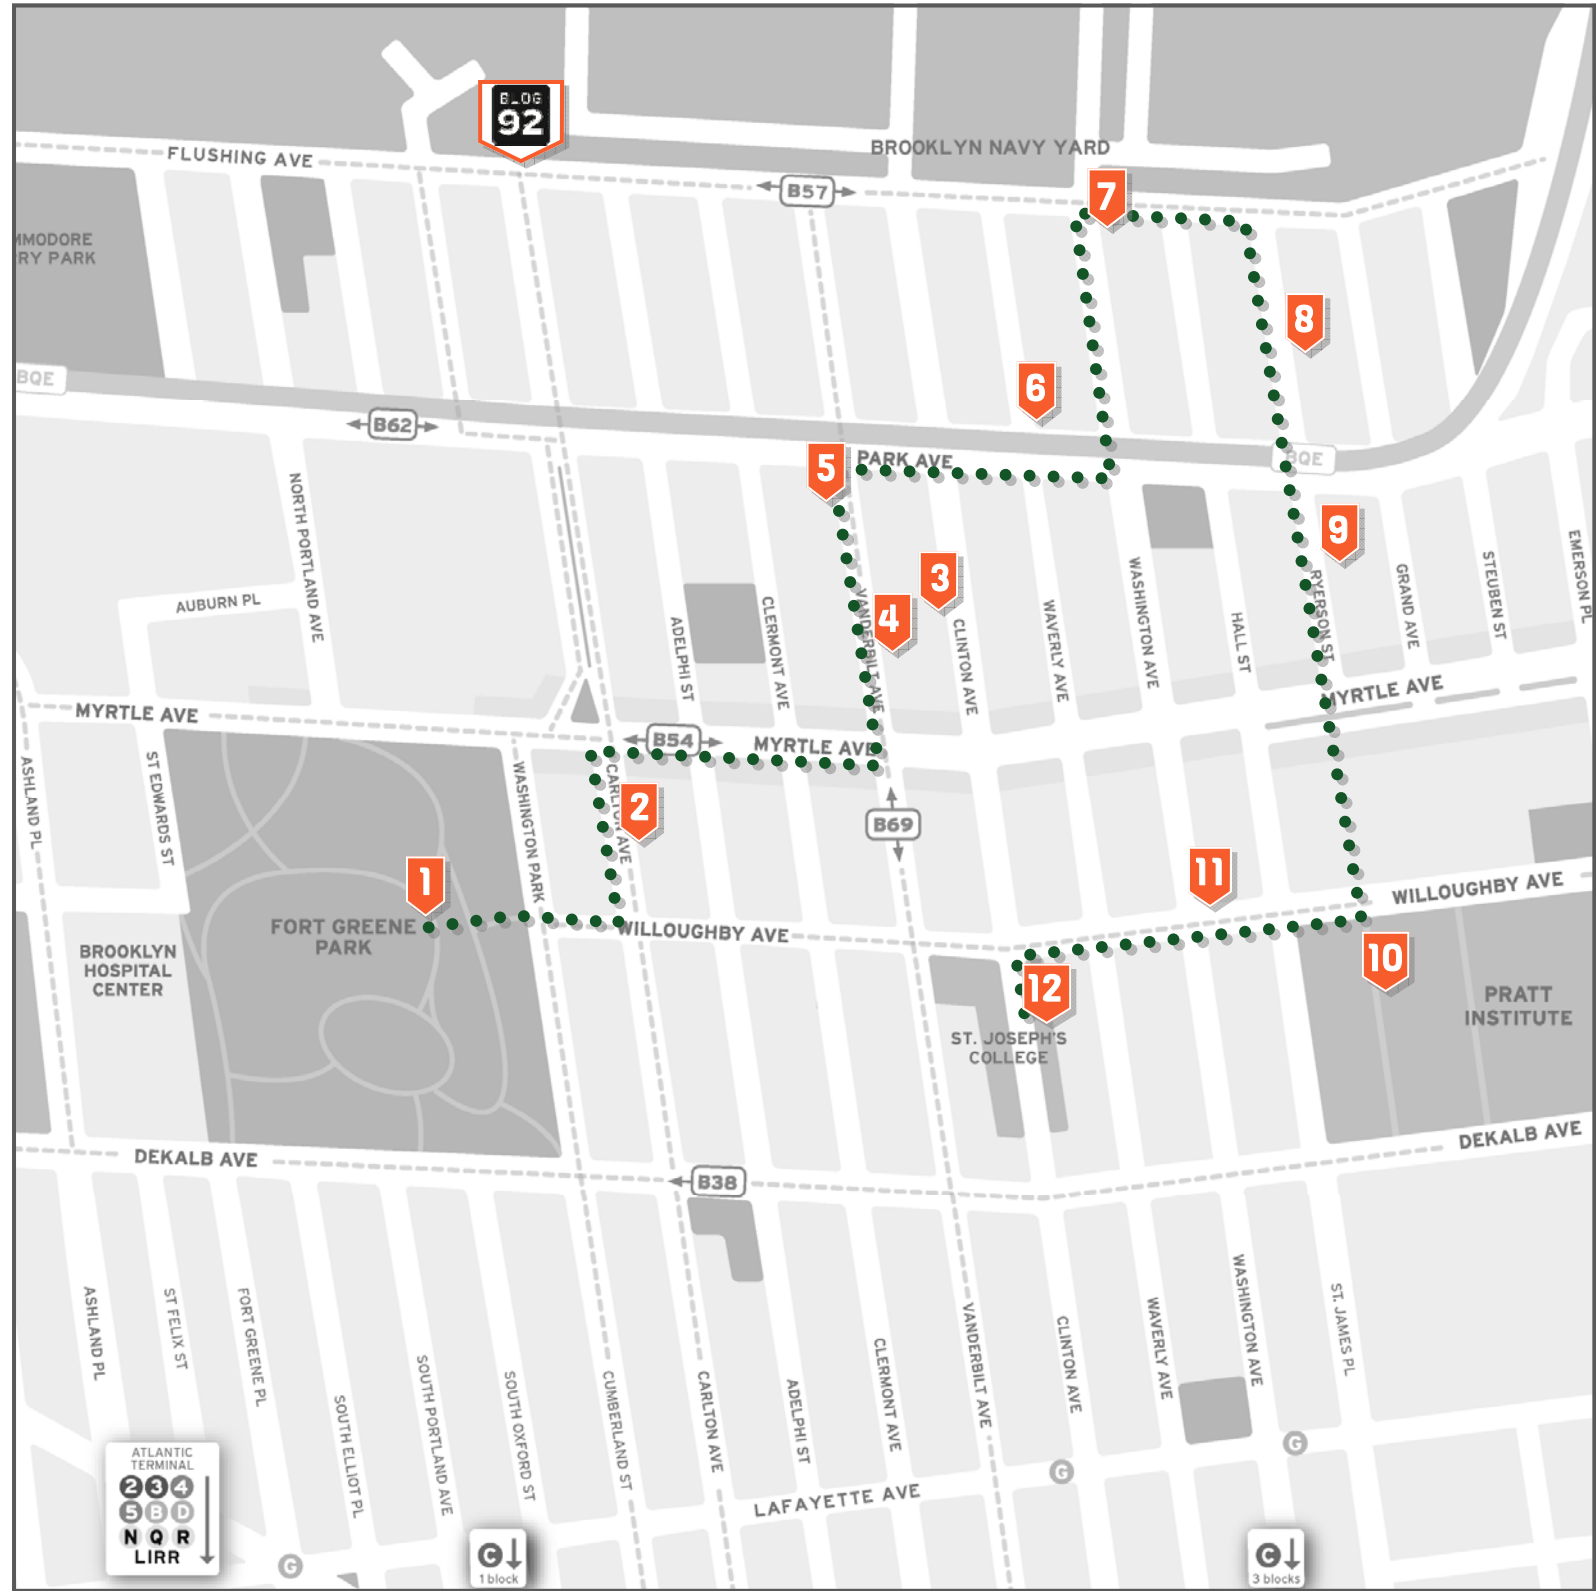 BLDG
92
FLUSHING AVE
BROOKLYN NAVY YARD
B57
7
MMODORE
RY PARK
8
BQE
6
B62
PARK AVE
BQE
5
NORTH PORTLAND AVE
9
3
4
AUBURN PL
ADELPHI ST
CLERMONT AVE
VANDERBILT AVE
CLINTON AVE
WAVERLY AVE
WASHINGTON AVE
HALL ST
RYERSON ST
GRAND AVE
STEUBEN ST
EMERSON PL
MYRTLE AVE
MYRTLE AVE
B54
MYRTLE AVE
ASHLAND PL
ST EDWARDS ST
WASHINGTON PARK
CARLTON AVE
2
B69
1
11
WILLOUGHBY AVE
FORT GREENE
PARK
WILLOUGHBY AVE
BROOKLYN
HOSPITAL
CENTER
10
12
PRATT
INSTITUTE
ST. JOSEPH'S
COLLEGE
DEKALB AVE
DEKALB AVE
B38
ASHLAND PL
ST FELIX ST
FORT GREENE PL
SOUTH ELLIOT PL
SOUTH PORTLAND AVE
SOUTH OXFORD ST
CUMBERLAND ST
CARLTON AVE
ADELPHI ST
CLERMONT AVE
VANDERBILT AVE
CLINTON AVE
WAVERLY AVE
WASHINGTON AVE
ST. JAMES PL
G
G
LAFAYETTE AVE
ATLANTIC
TERMINAL
2 3 4
5 B D
N Q R
LIRR
G
C
1 block
C
3 blocks